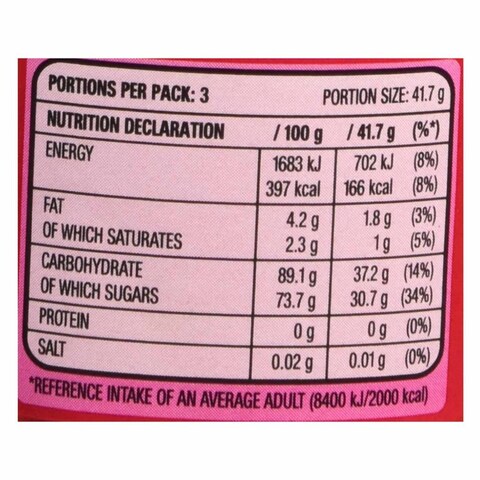 PORTIONS PER PACK: 3 PORTION SIZE: 41.7 g
NUTRITION DECLARATION / 100 g / 41.7 g (%*)
ENERGY 1683 kJ 702 kJ (8%)
397 kcal 166 kcal (8%)
FAT 4.2 g 1.8 g (3%)
OF WHICH SATURATES 2.3 g 1 g (5%)
CARBOHYDRATE 89.1 g 37.2 g (14%)
OF WHICH SUGARS 73.7 g 30.7 g (34%)
PROTEIN 0 g 0 g (0%)
SALT 0.02 g 0.01 g (0%)
*REFERENCE INTAKE OF AN AVERAGE ADULT (8400 kJ/2000 kcal)